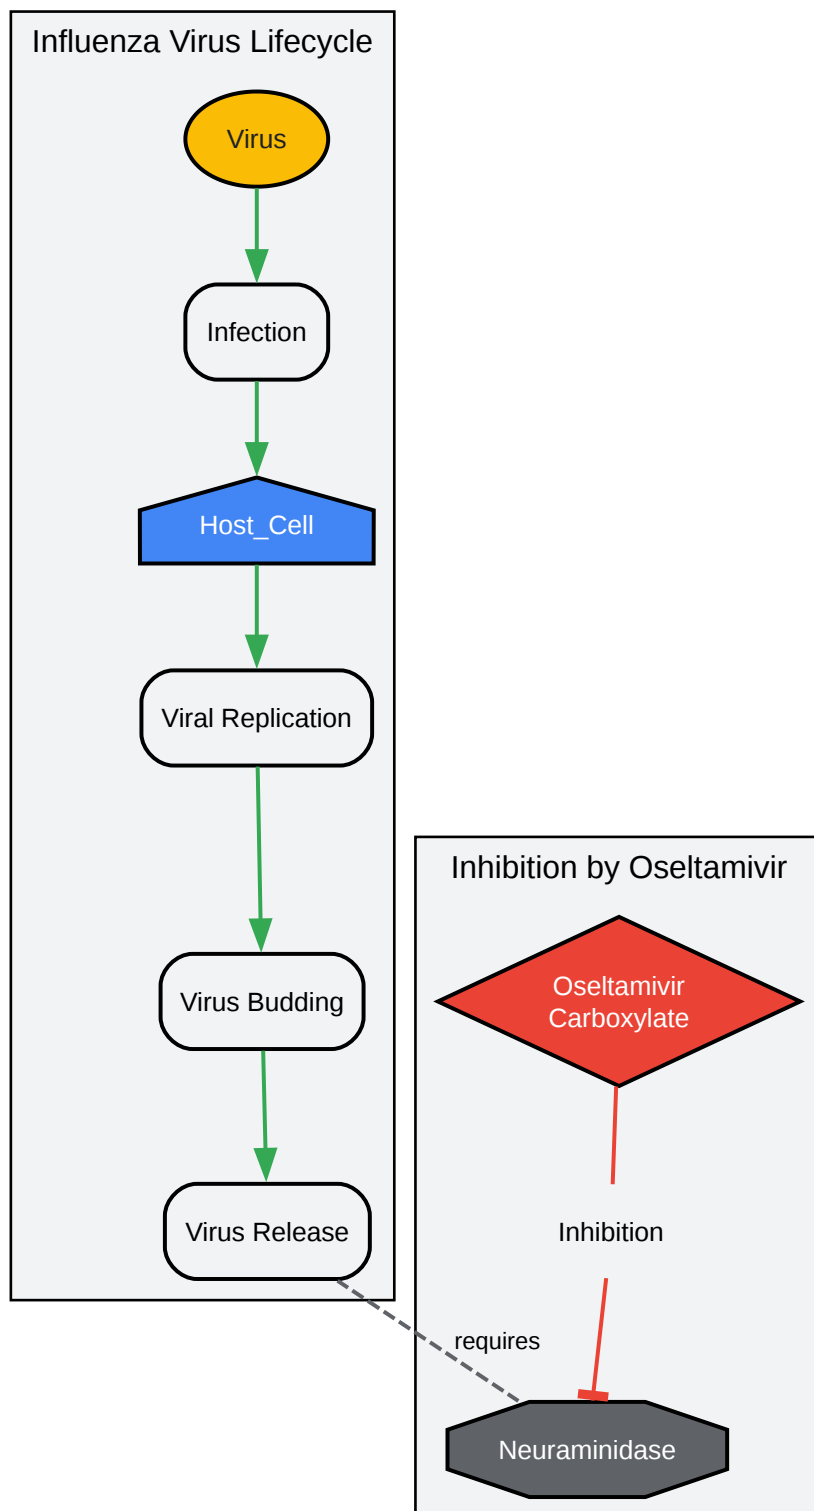 Influenza Virus Lifecycle
Virus
Infection
Host_Cell
Viral Replication
Virus Budding
Virus Release
Inhibition by Oseltamivir
Oseltamivir
Carboxylate
Inhibition
requires
Neuraminidase